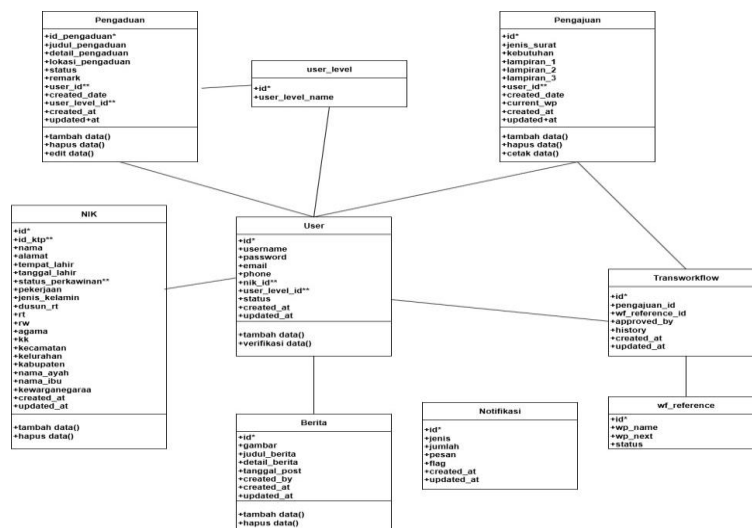 Pengaduan
+id_pengaduan*
+judul_pengaduan
+detail_pengaduan
+lokasi_pengaduan
+status
+remark
+user_id**
+created_date
+user_level_id**
+created_at
+updated+at
+tambah data()
+hapus data()
+edit data()
user_level
+id*
+user_level_name
Pengajuan
+id*
+jenis_surat
+kebutuhan
+lampiran_1
+lampiran_2
+lampiran_3
+user_id**
+created_date
+current_wp
+created_at
+updated+at
+tambah data()
+hapus data()
+cetak data()
NIK
+id*
+id_ktp**
+nama
+alamat
+tempat_lahir
+tanggal_lahir
+status_perkawinan**
+pekerjaan
+jenis_kelamin
+dusun_rt
+rt
+rw
+agama
+kk
+kecamatan
+kelurahan
+kabupaten
+nama_ayah
+nama_ibu
+kewarganegaraa
+created_at
+updated_at
+tambah data()
+hapus data()
User
+id*
+username
+password
+email
+phone
+nik_id**
+user_level_id**
+status
+created_at
+updated_at
+tambah data()
+verifikasi data()
Transworkflow
+id*
+pengajuan_id
+wf_reference_id
+approved_by
+history
+created_at
+updated_at
Berita
+id*
+gambar
+judul_berita
+detail_berita
+tanggal_post
+created_by
+created_at
+updated_at
+tambah data()
+hapus data()
Notifikasi
+id*
+jenis
+jumlah
+pesan
+flag
+created_at
+updated_at
wf_reference
+id*
+wp_name
+wp_next
+status